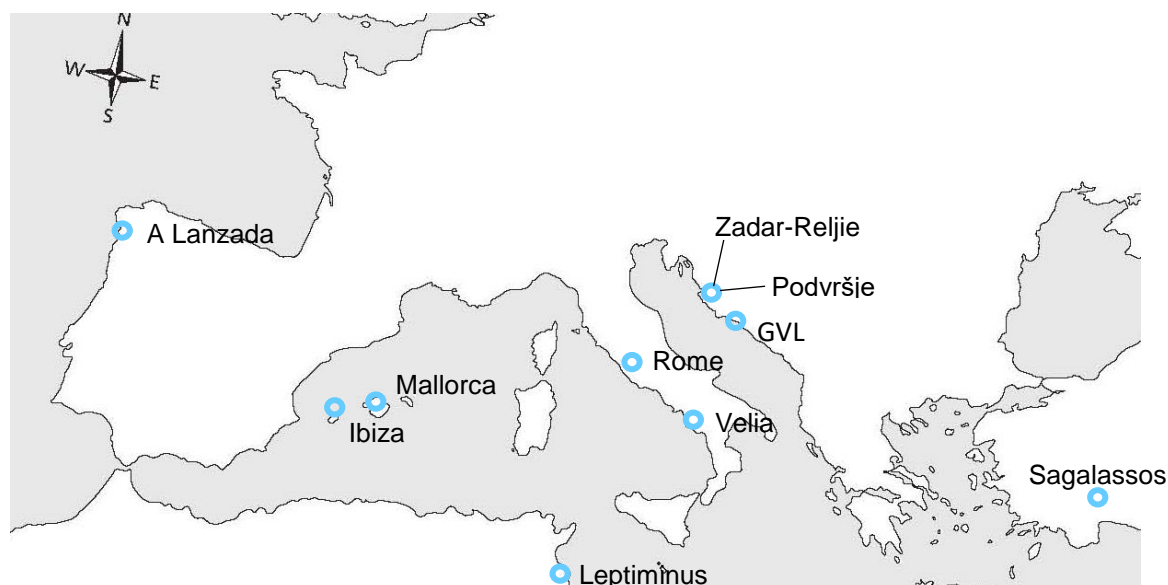 N
W
E
S
A Lanzada
Zadar-Reljie
Podvršje
GVL
Rome
Mallorca
Ibiza
Velia
Sagalassos
Leptiminus